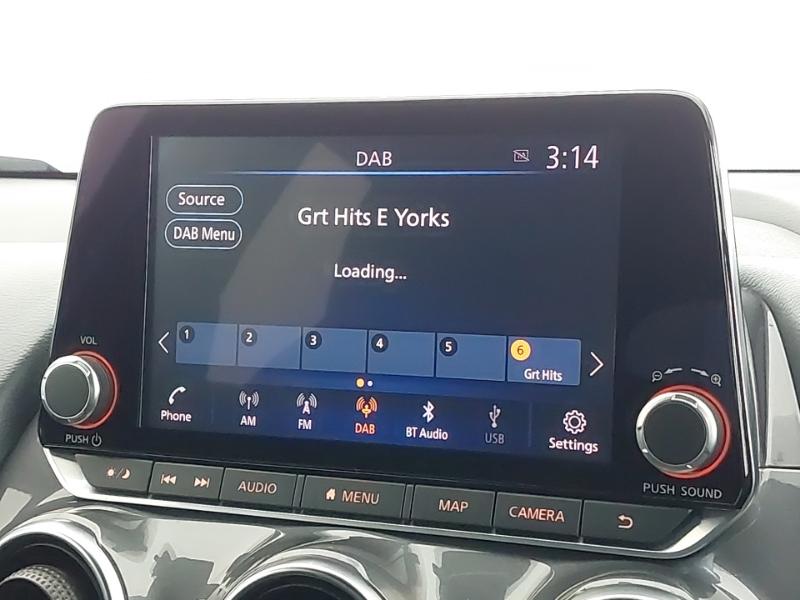 DAB
3:14
Source
Grt Hits E Yorks
DAB Menu
Loading...
1 2 3 4 5 6
Grt Hits
VOL
Phone AM FM DAB BT Audio USB Settings
PUSH
PUSH SOUND
AUDIO MENU MAP CAMERA